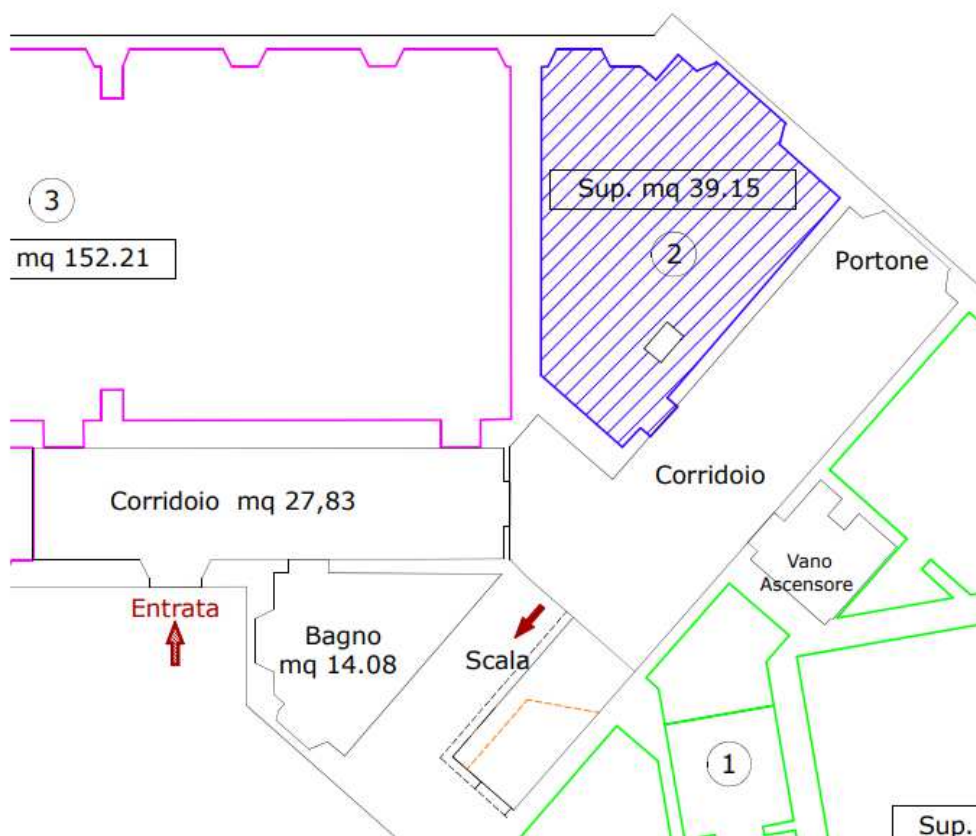 3
mq 152.21
Sup. mq 39.15
2
Portone
Corridoio mq 27,83
Corridoio
Vano
Ascensore
Entrata
Bagno
mq 14.08
Scala
1
Sup.